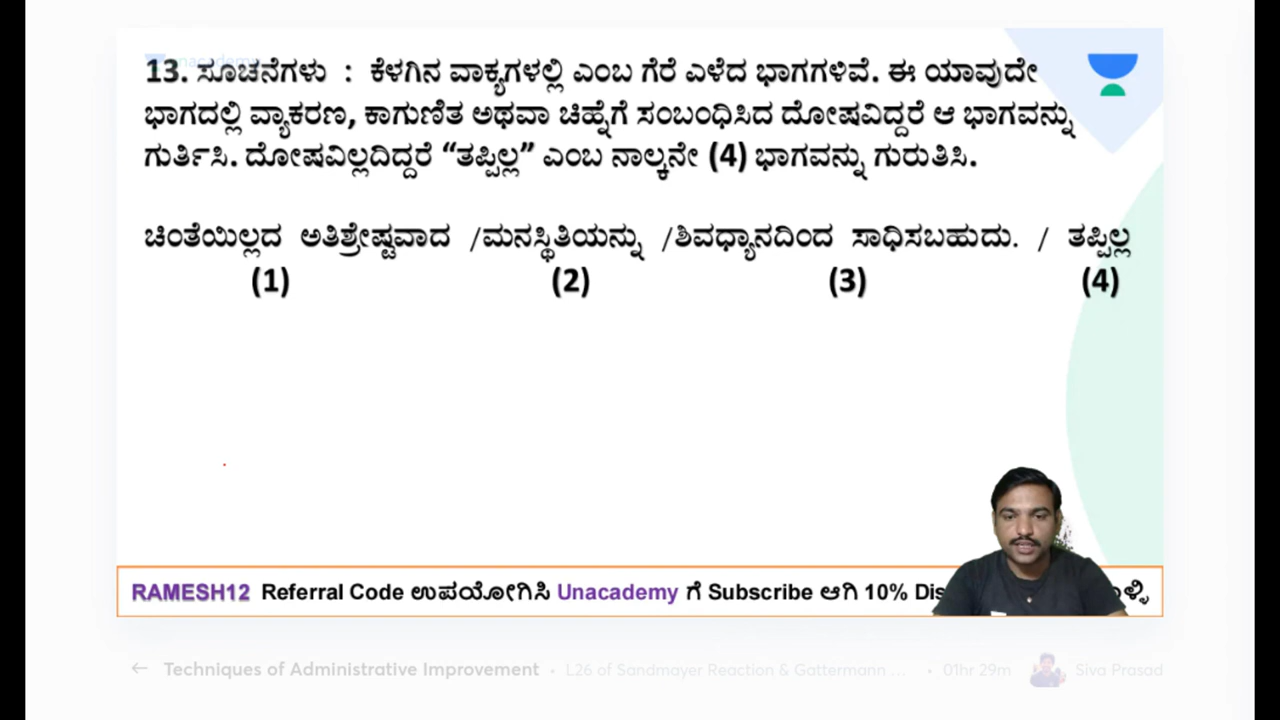 unacademy
13. ಸೂಚನೆಗಳು : ಕೆಳಗಿನ ವಾಕ್ಯಗಳಲ್ಲಿ ಎಂಬ ಗೆರೆ ಎಳೆದ ಭಾಗಗಳಿವೆ. ಈ ಯಾವುದೇ
ಭಾಗದಲ್ಲಿ ವ್ಯಾಕರಣ, ಕಾಗುಣಿತ ಅಥವಾ ಚಿಹ್ನೆಗೆ ಸಂಬಂಧಿಸಿದ ದೋಷವಿದ್ದರೆ ಆ ಭಾಗವನ್ನು
ಗುರ್ತಿಸಿ. ದೋಷವಿಲ್ಲದಿದ್ದರೆ “ತಪ್ಪಿಲ್ಲ” ಎಂಬ ನಾಲ್ಕನೇ (4) ಭಾಗವನ್ನು ಗುರುತಿಸಿ.
ಚಿಂತೆಯಿಲ್ಲದ ಅತಿಶ್ರೇಷ್ಟವಾದ /ಮನಸ್ಥಿತಿಯನ್ನು /ಶಿವಧ್ಯಾನದಿಂದ ಸಾಧಿಸಬಹುದು. / ತಪ್ಪಿಲ್ಲ
(1) (2) (3) (4)
RAMESH12 Referral Code ಉಪಯೋಗಿಸಿ Unacademy ಗೆ Subscribe ಆಗಿ 10%
← Techniques of Administrative Improvement • L26 of Sandmayer Reaction & Gattermann ... • 01hr 29m Siva Prasad